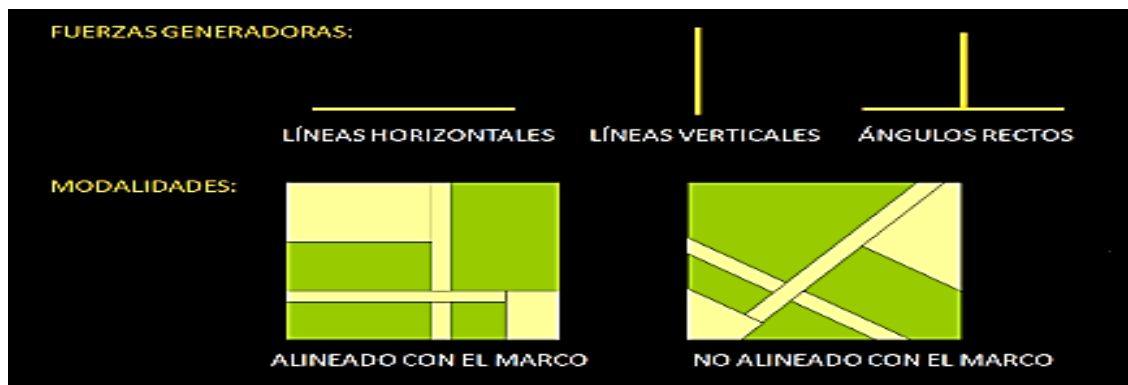 FUERZAS GENERADORAS:
LÍNEAS HORIZONTALES
LÍNEAS VERTICALES
ÁNGULOS RECTOS
MODALIDADES:
ALINEADO CON EL MARCO
NO ALINEADO CON EL MARCO